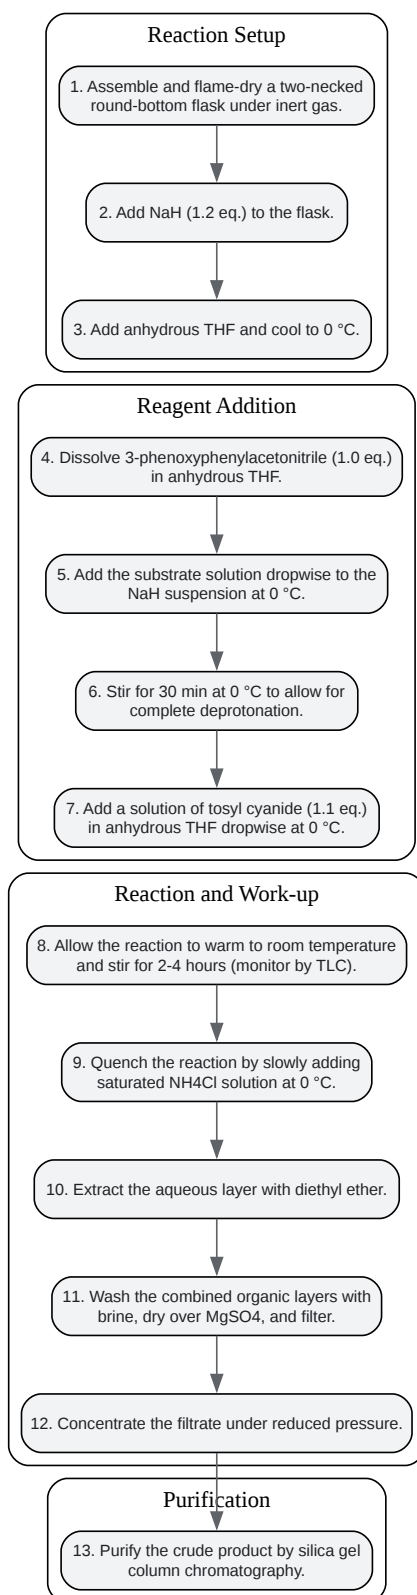 Reaction Setup
1. Assemble and flame-dry a two-necked
round-bottom flask under inert gas.
2. Add NaH (1.2 eq.) to the flask.
3. Add anhydrous THF and cool to 0 °C.
Reagent Addition
4. Dissolve 3-phenoxyphenylacetonitrile (1.0 eq.)
in anhydrous THF.
5. Add the substrate solution dropwise to the
NaH suspension at 0 °C.
6. Stir for 30 min at 0 °C to allow for
complete deprotonation.
7. Add a solution of tosyl cyanide (1.1 eq.)
in anhydrous THF dropwise at 0 °C.
Reaction and Work-up
8. Allow the reaction to warm to room temperature
and stir for 2-4 hours (monitor by TLC).
9. Quench the reaction by slowly adding
saturated NH4Cl solution at 0 °C.
10. Extract the aqueous layer with diethyl ether.
11. Wash the combined organic layers with
brine, dry over MgSO4, and filter.
12. Concentrate the filtrate under reduced pressure.
Purification
13. Purify the crude product by silica gel
column chromatography.